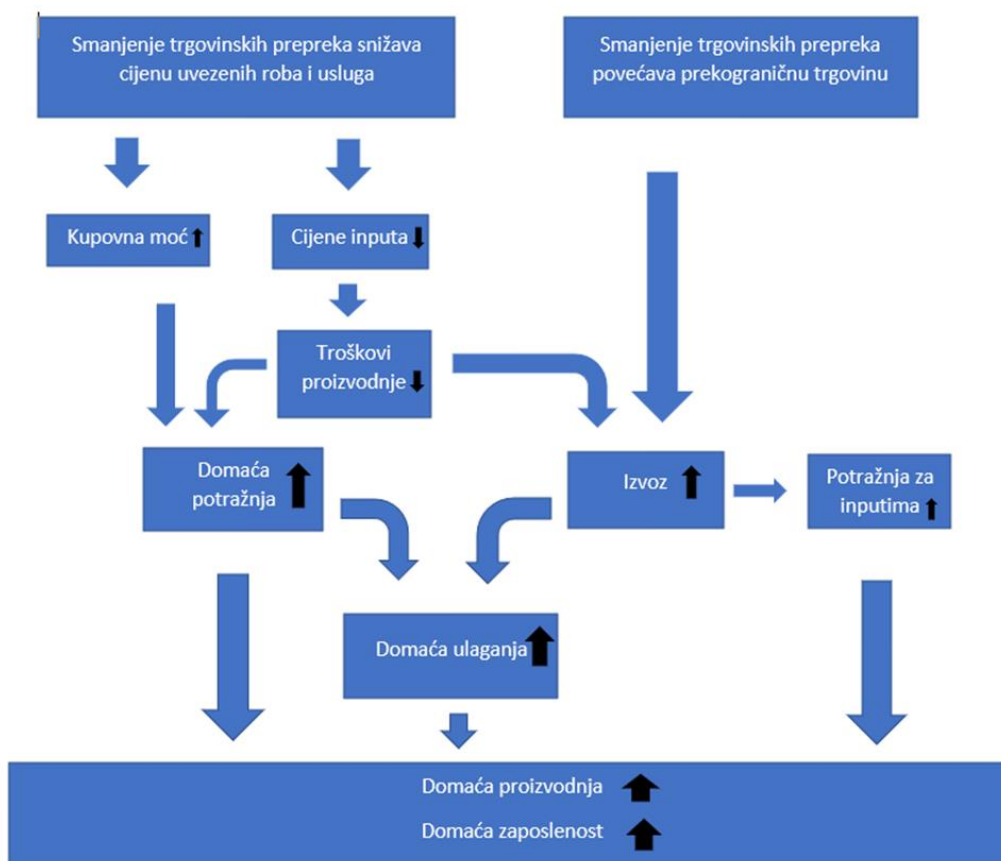 Smanjenje trgovinskih prepreka snižava
cijenu uvezenih roba i usluga
Smanjenje trgovinskih prepreka
povećava prekograničnu trgovinu
Kupovna moć
Cijene inputa
Troškovi
proizvodnje
Domaća
potražnja
Izvoz
Potražnja za
inputima
Domaća ulaganja
Domaća proizvodnja
Domaća zaposlenost